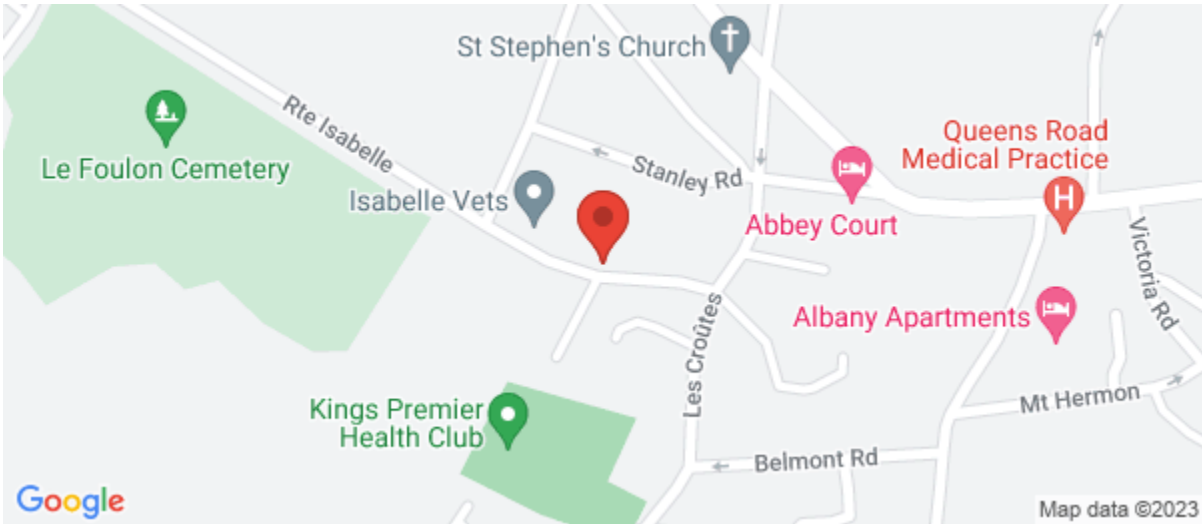 St Stephen's Church
Rte Isabelle
Le Foulon Cemetery
Queens Road
Medical Practice
Stanley Rd
Isabelle Vets
Abbey Court
Victoria Rd
Albany Apartments
Les Croûtes
Kings Premier
Health Club
Mt Hermon
Belmont Rd
Google
Map data ©2023